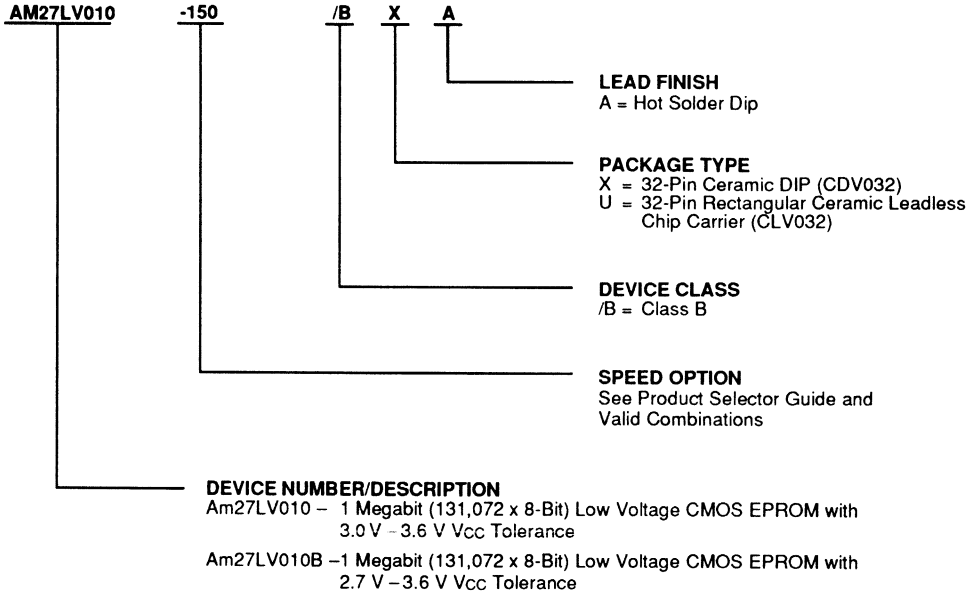 AM27LV010 -150 /B X A
LEAD FINISH
A = Hot Solder Dip
PACKAGE TYPE
X = 32-Pin Ceramic DIP (CDV032)
U = 32-Pin Rectangular Ceramic Leadless
Chip Carrier (CLV032)
DEVICE CLASS
/B = Class B
SPEED OPTION
See Product Selector Guide and
Valid Combinations
DEVICE NUMBER/DESCRIPTION
Am27LV010 – 1 Megabit (131,072 x 8-Bit) Low Voltage CMOS EPROM with
3.0 V – 3.6 V VCC Tolerance
Am27LV010B –1 Megabit (131,072 x 8-Bit) Low Voltage CMOS EPROM with
2.7 V – 3.6 V VCC Tolerance